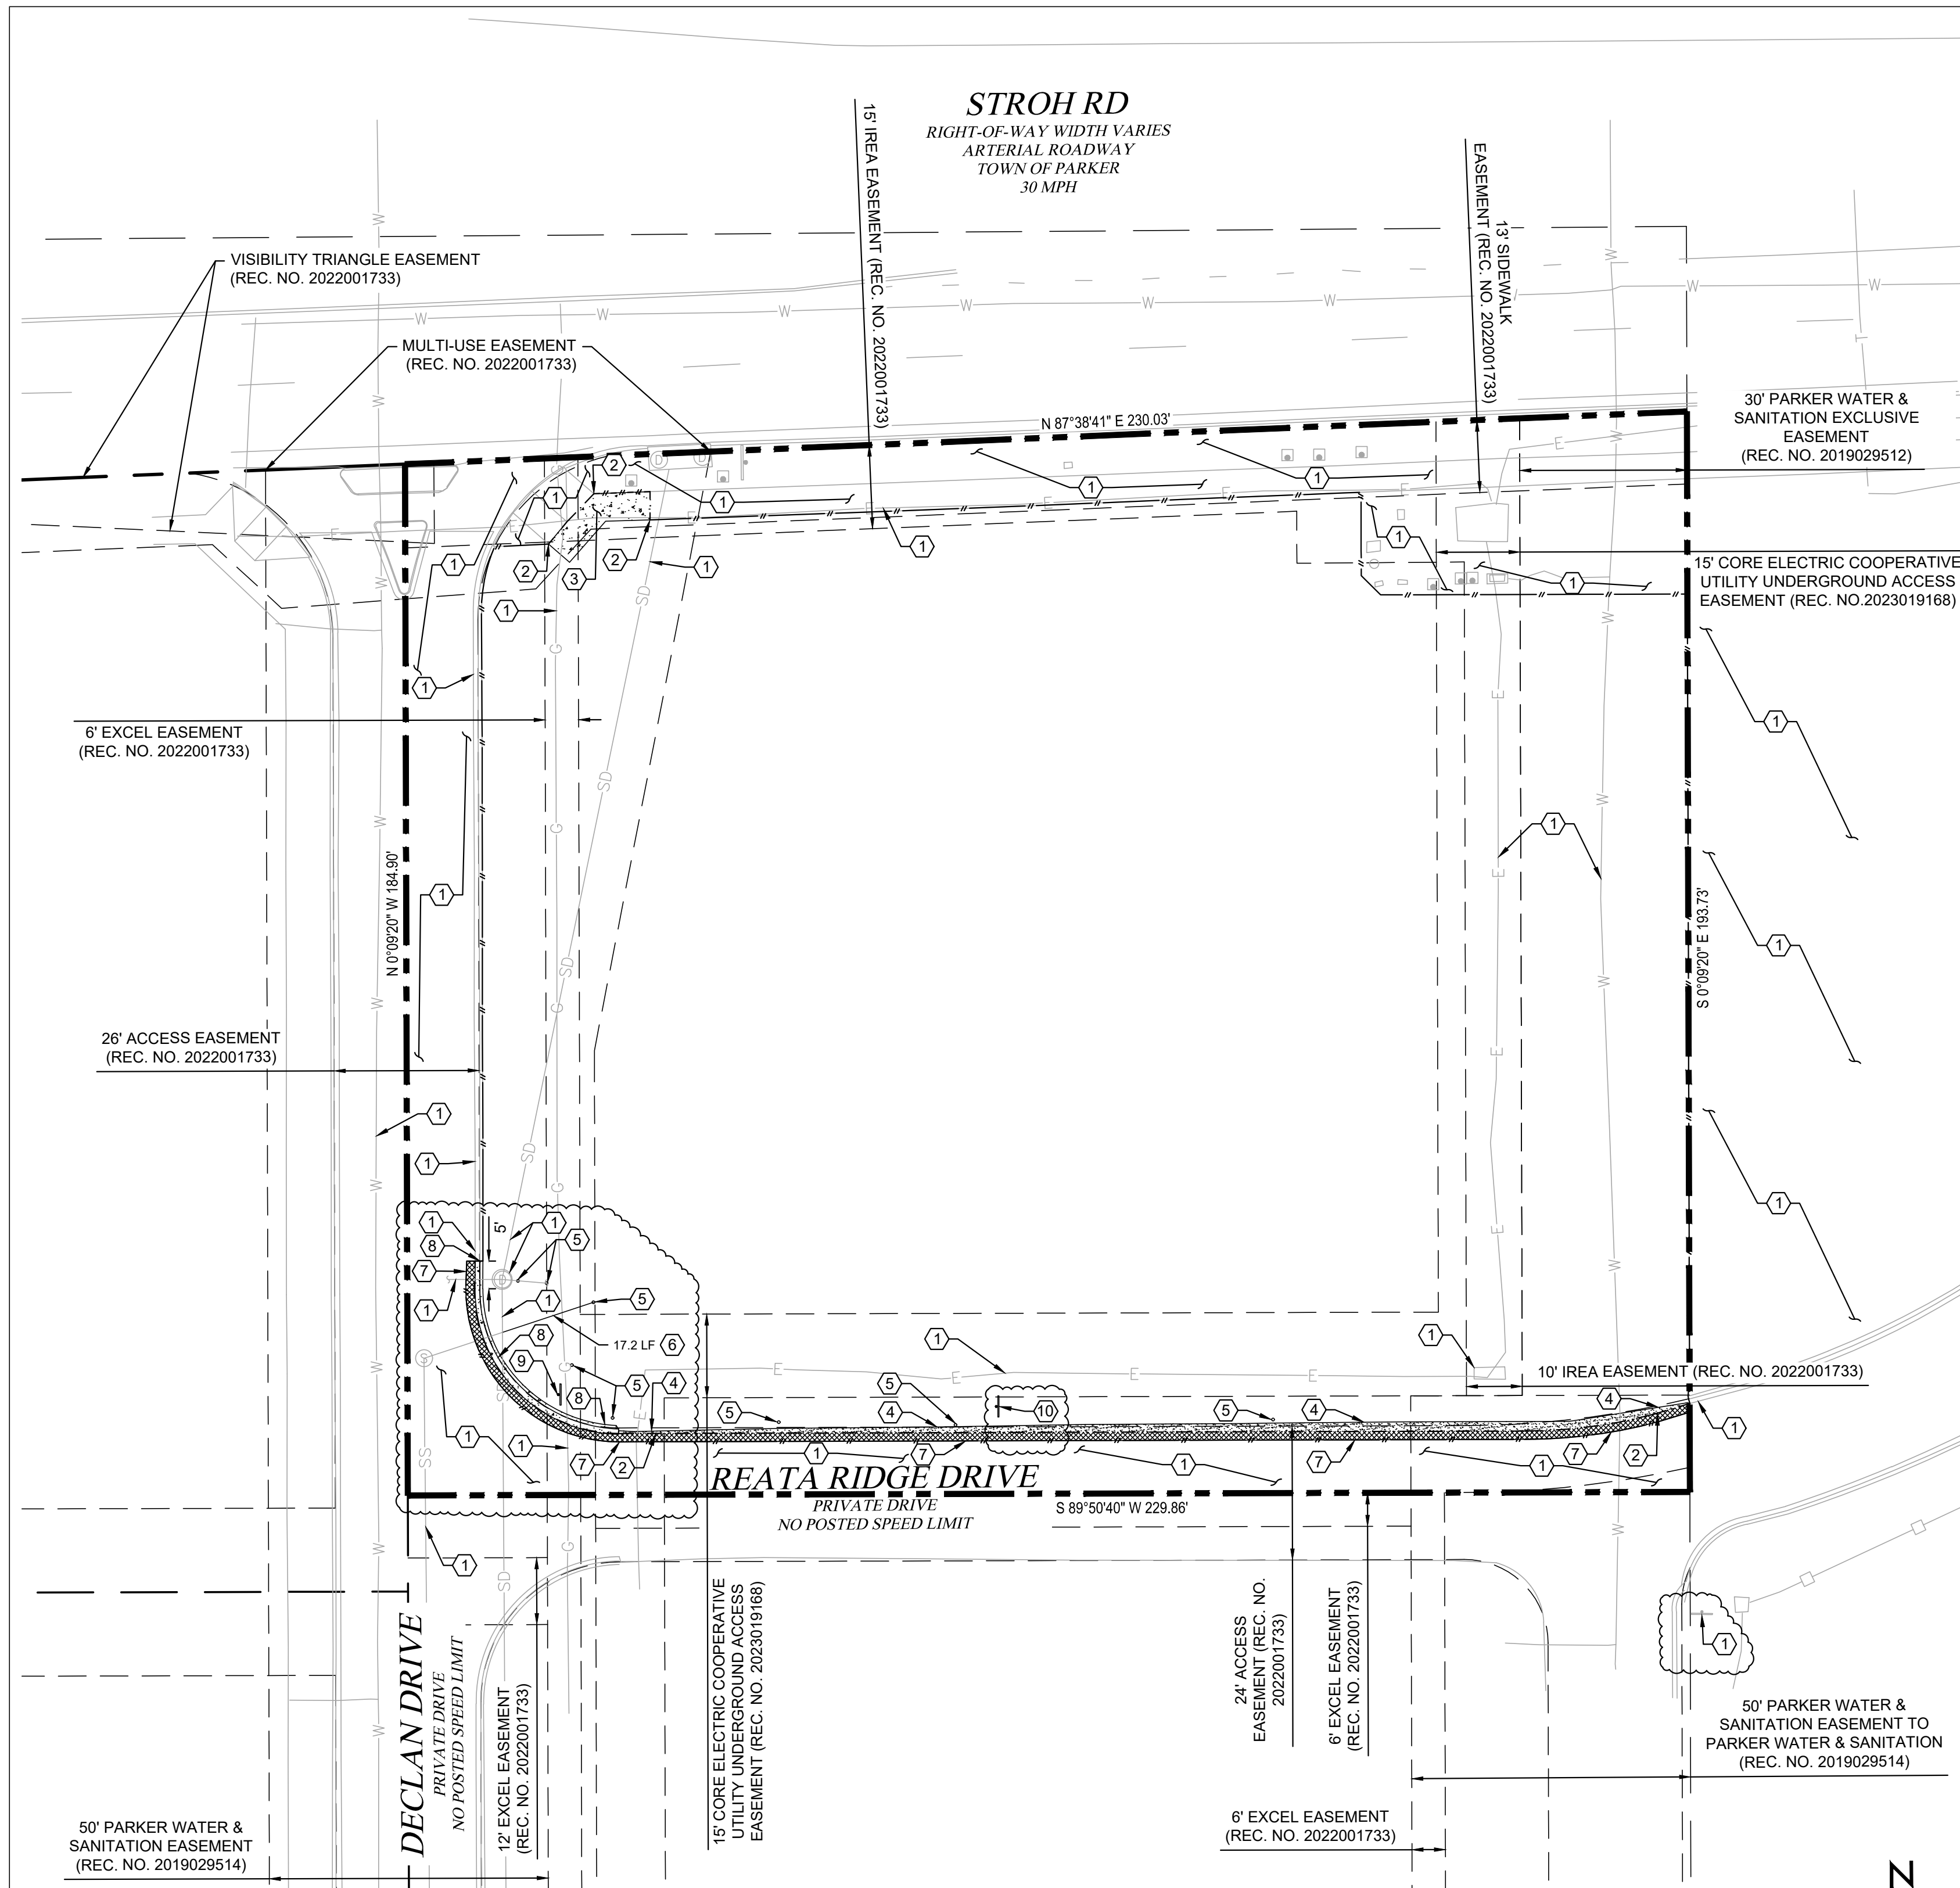 STROH RD
RIGHT-OF-WAY WIDTH VARIES
ARTERIAL ROADWAY
TOWN OF PARKER
30 MPH
15' IREA EASEMENT (REC. NO. 2022001733)
13' SIDEWALK
EASEMENT (REC. NO. 2022001733)
VISIBILITY TRIANGLE EASEMENT
(REC. NO. 2022001733)
MULTI-USE EASEMENT
(REC. NO. 2022001733)
N 87°38'41" E 230.03'
30' PARKER WATER &
SANITATION EXCLUSIVE
EASEMENT
(REC. NO. 2019029512)
15' CORE ELECTRIC COOPERATIVE
UTILITY UNDERGROUND ACCESS
EASEMENT (REC. NO.2023019168)
6' EXCEL EASEMENT
(REC. NO. 2022001733)
N 0°09'20" W 184.90'
S 0°09'20" E 193.73'
26' ACCESS EASEMENT
(REC. NO. 2022001733)
5'
17.2 LF 6
10' IREA EASEMENT (REC. NO. 2022001733)
REATA RIDGE DRIVE
PRIVATE DRIVE
NO POSTED SPEED LIMIT
S 89°50'40" W 229.86'
DECLAN DRIVE
PRIVATE DRIVE
NO POSTED SPEED LIMIT
12' EXCEL EASEMENT
(REC. NO. 2022001733)
15' CORE ELECTRIC COOPERATIVE
UTILITY UNDERGROUND ACCESS
EASEMENT (REC. NO. 2023019168)
24' ACCESS
EASEMENT (REC. NO.
2022001733)
6' EXCEL EASEMENT
(REC. NO. 2022001733)
50' PARKER WATER &
SANITATION EASEMENT TO
PARKER WATER & SANITATION
(REC. NO. 2019029514)
50' PARKER WATER &
SANITATION EASEMENT
(REC. NO. 2019029514)
6' EXCEL EASEMENT
(REC. NO. 2022001733)
N